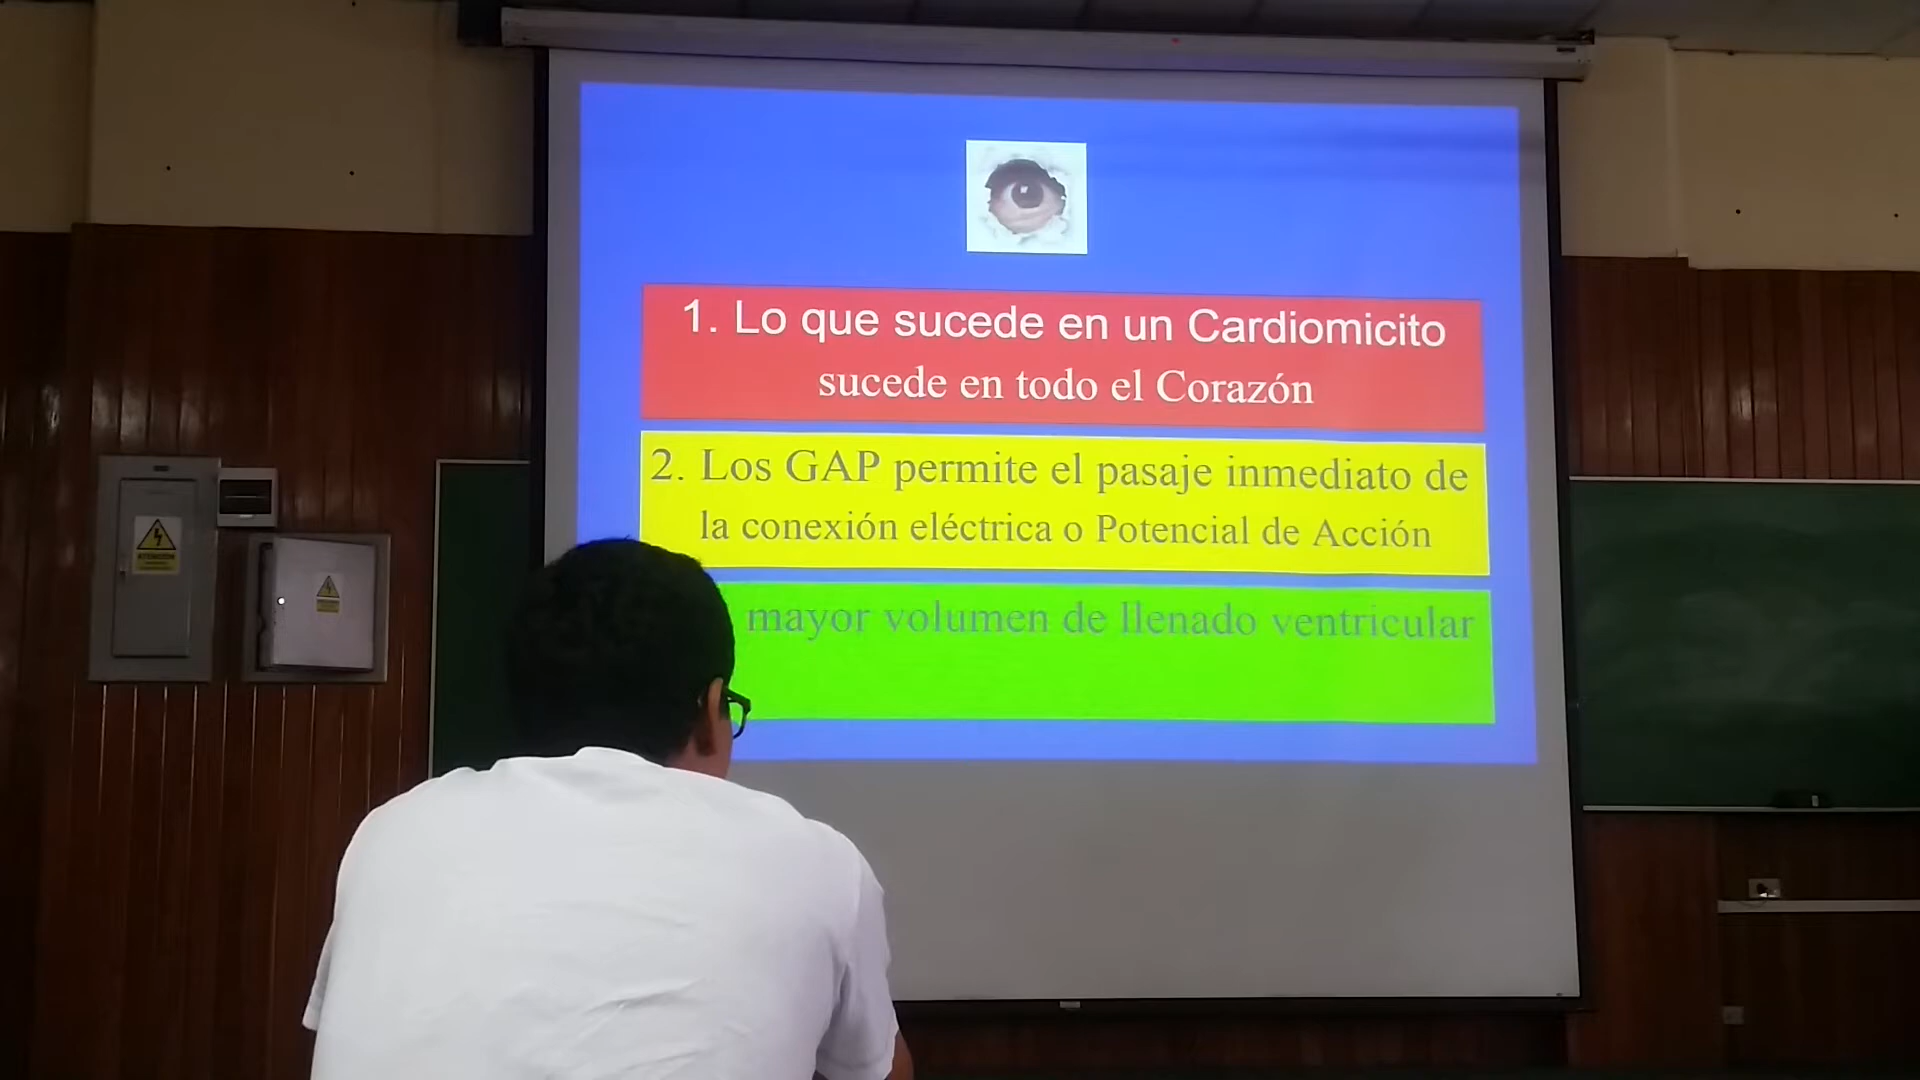 1. Lo que sucede en un Cardiomicito
sucede en todo el Corazón
2. Los GAP permite el pasaje inmediato de
la conexión eléctrica o Potencial de Acción
mayor volumen de llenado ventricular
ATENCION